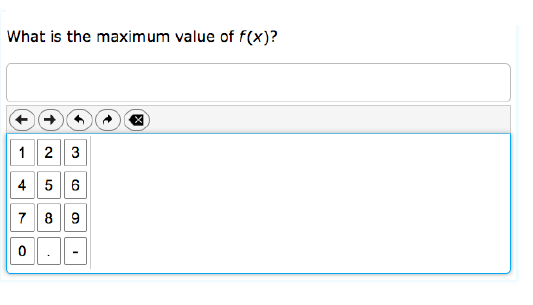 What is the maximum value of f(x)?
1 2 3
4 5 6
7 8 9
0 . -